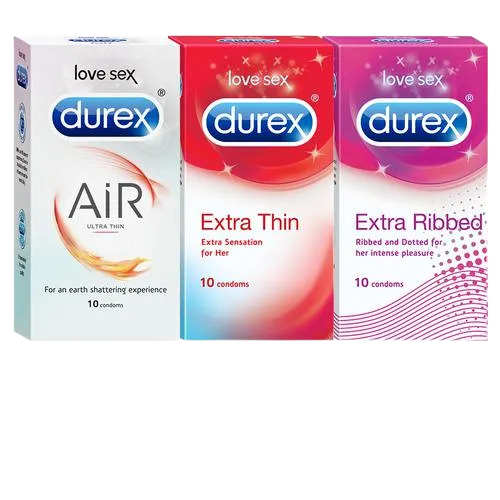 love sex
durex®
AiR
ULTRA THIN
For an earth shattering experience
10 condoms
love sex
durex®
Extra Thin
Extra Sensation
for Her
10 condoms
love sex
durex®
Extra Ribbed
Ribbed and Dotted for
her intense pleasure
10 condoms